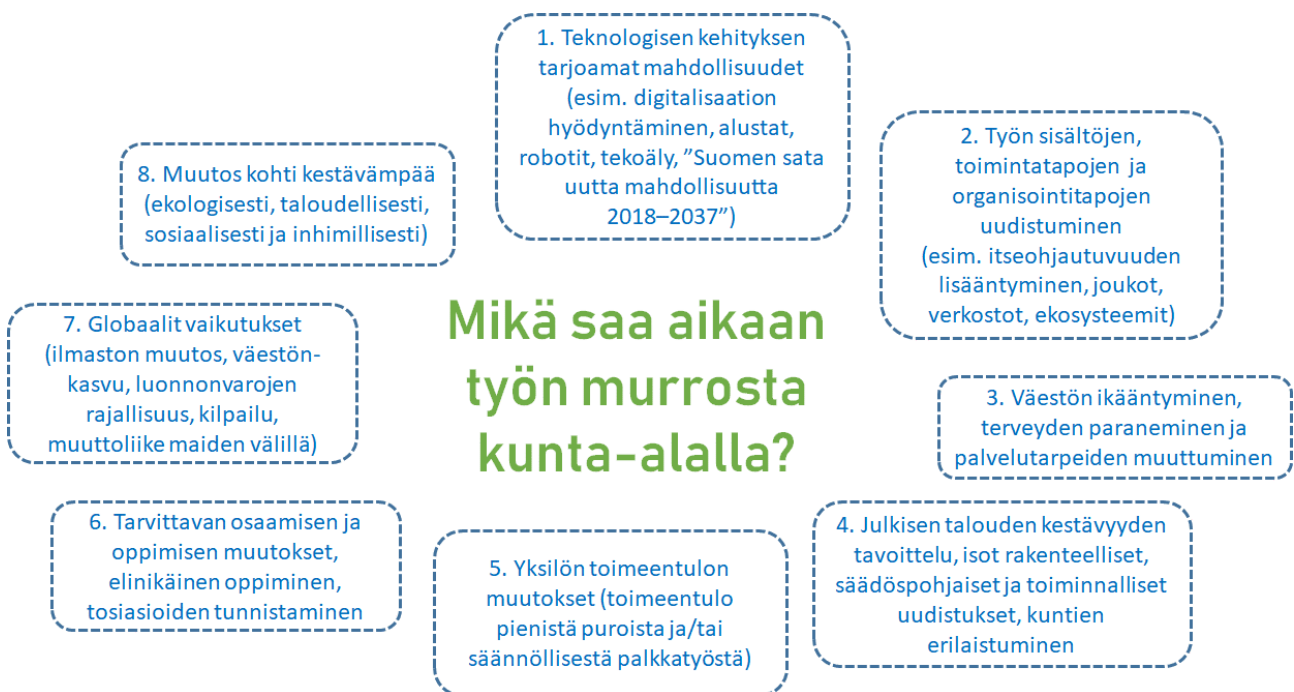 Mikä saa aikaan
työn murrosta
kunta-alalla?
1. Teknologisen kehityksen
tarjoamat mahdollisuudet
(esim. digitalisaation
hyödyntäminen, alustat,
robotit, tekoäly, ”Suomen sata
uutta mahdollisuutta
2018–2037”)
2. Työn sisältöjen,
toimintatapojen ja
organisointitapojen
uudistuminen
(esim. itseohjautuvuuden
lisääntyminen, joukot,
verkostot, ekosysteemit)
3. Väestön ikääntyminen,
terveyden paraneminen ja
palvelutarpeiden muuttuminen
4. Julkisen talouden kestävyyden
tavoittelu, isot rakenteelliset,
säädöspohjaiset ja toiminnalliset
uudistukset, kuntien
erilaistuminen
5. Yksilön toimeentulon
muutokset (toimeentulo
pienistä puroista ja/tai
säännöllisestä palkkatyöstä)
6. Tarvittavan osaamisen ja
oppimisen muutokset,
elinikäinen oppiminen,
tosiasioiden tunnistaminen
7. Globaalit vaikutukset
(ilmaston muutos, väestön-
kasvu, luonnonvarojen
rajallisuus, kilpailu,
muuttoliike maiden välillä)
8. Muutos kohti kestävämpää
(ekologisesti, taloudellisesti,
sosiaalisesti ja inhimillisesti)